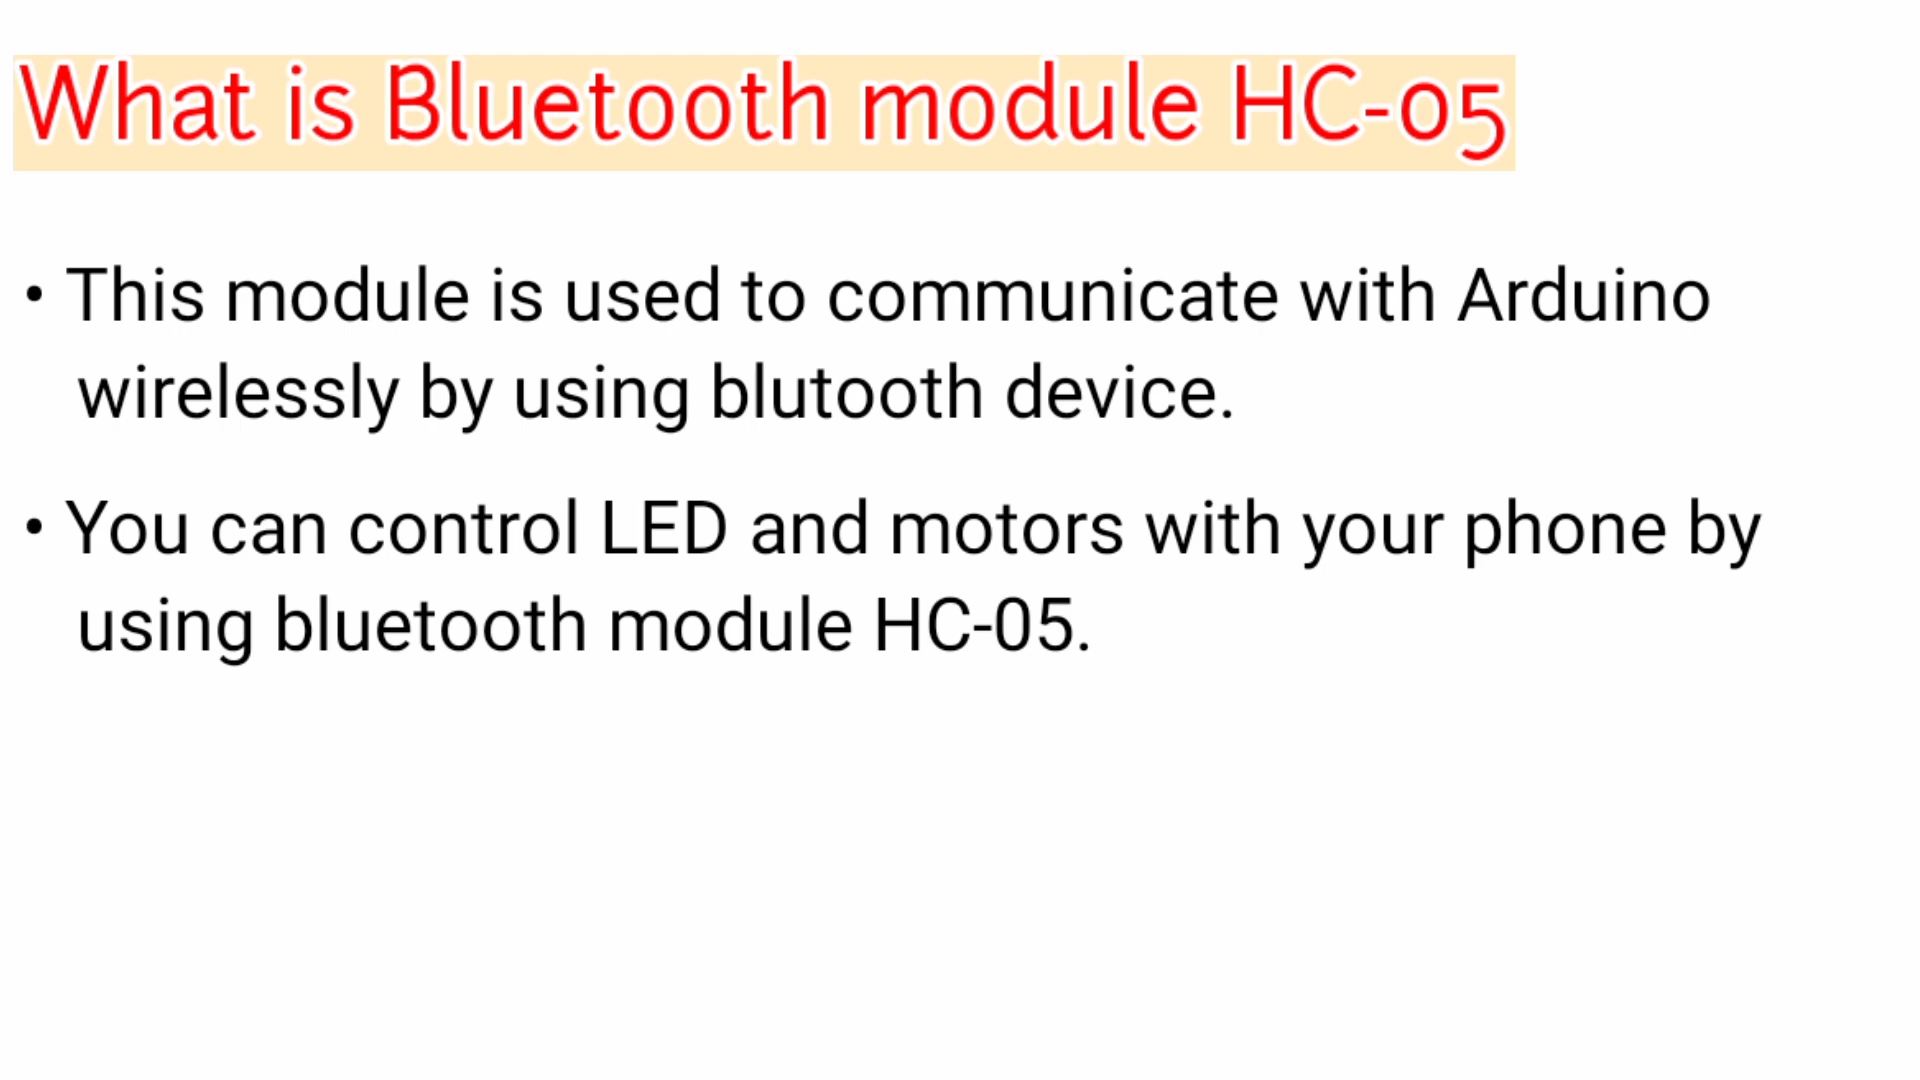 What is Bluetooth module HC-05
• This module is used to communicate with Arduino
wirelessly by using blutooth device.
• You can control LED and motors with your phone by
using bluetooth module HC-05.